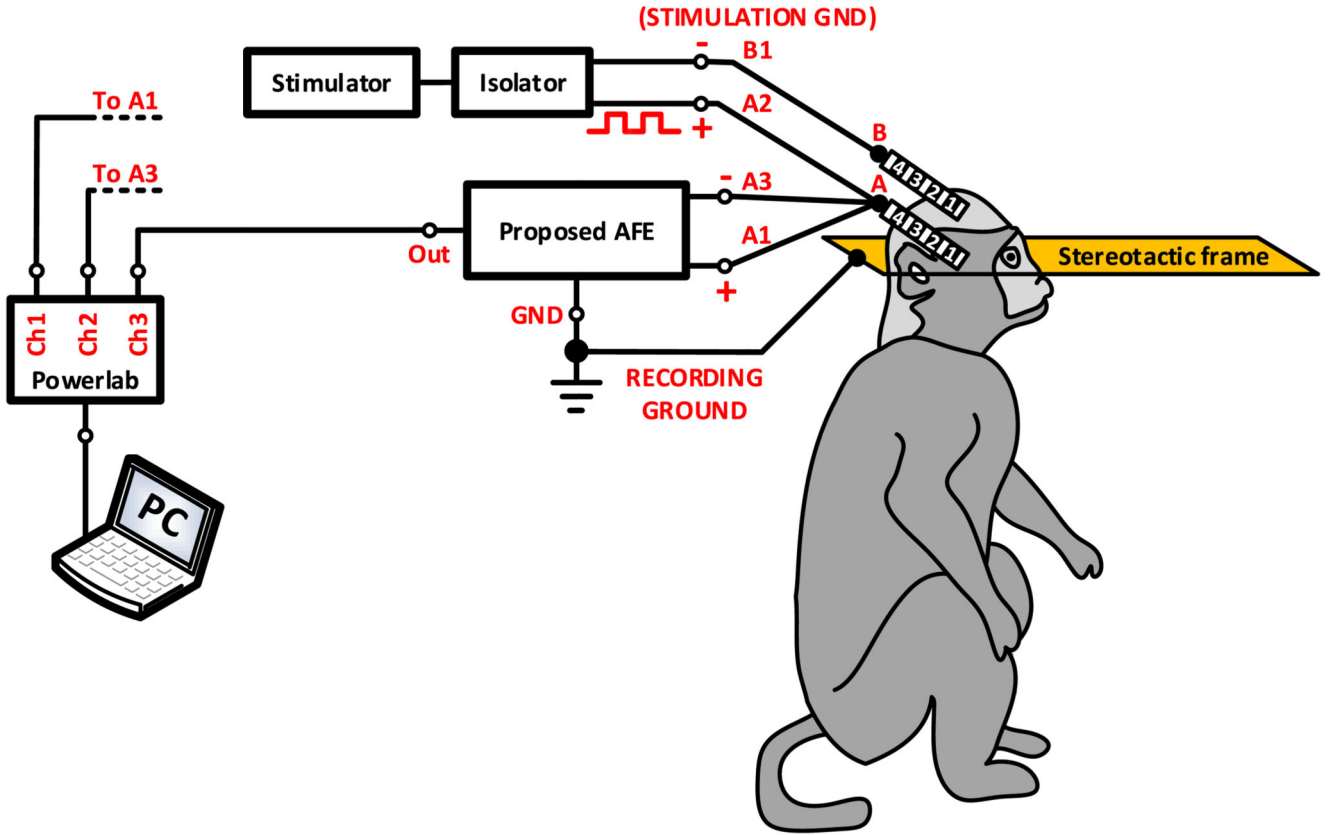 (STIMULATION GND)
- B1
Stimulator
Isolator
A2
+
To A1
B
4 3 2 1
To A3
- A3
A
4 3 2 1
Proposed AFE
A1
Out
+
Stereotactic frame
GND
Ch1 Ch2 Ch3
Powerlab
RECORDING
GROUND
PC